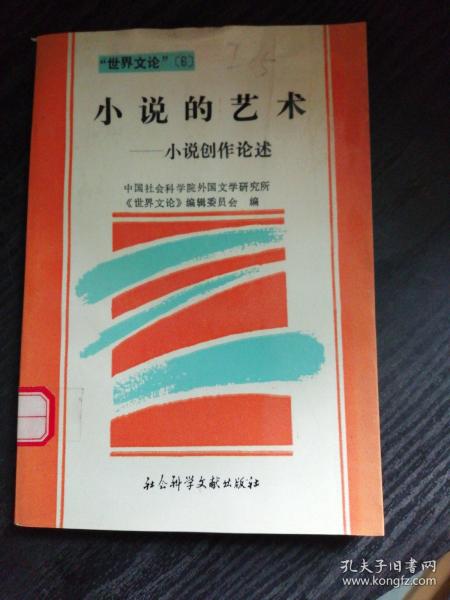 "世界文论"(6)
小说的艺术
——小说创作论述
中国社会科学院外国文学研究所
《世界文论》编辑委员会 编
社会科学文献出版社
孔夫子旧书网
www.kongfz.com